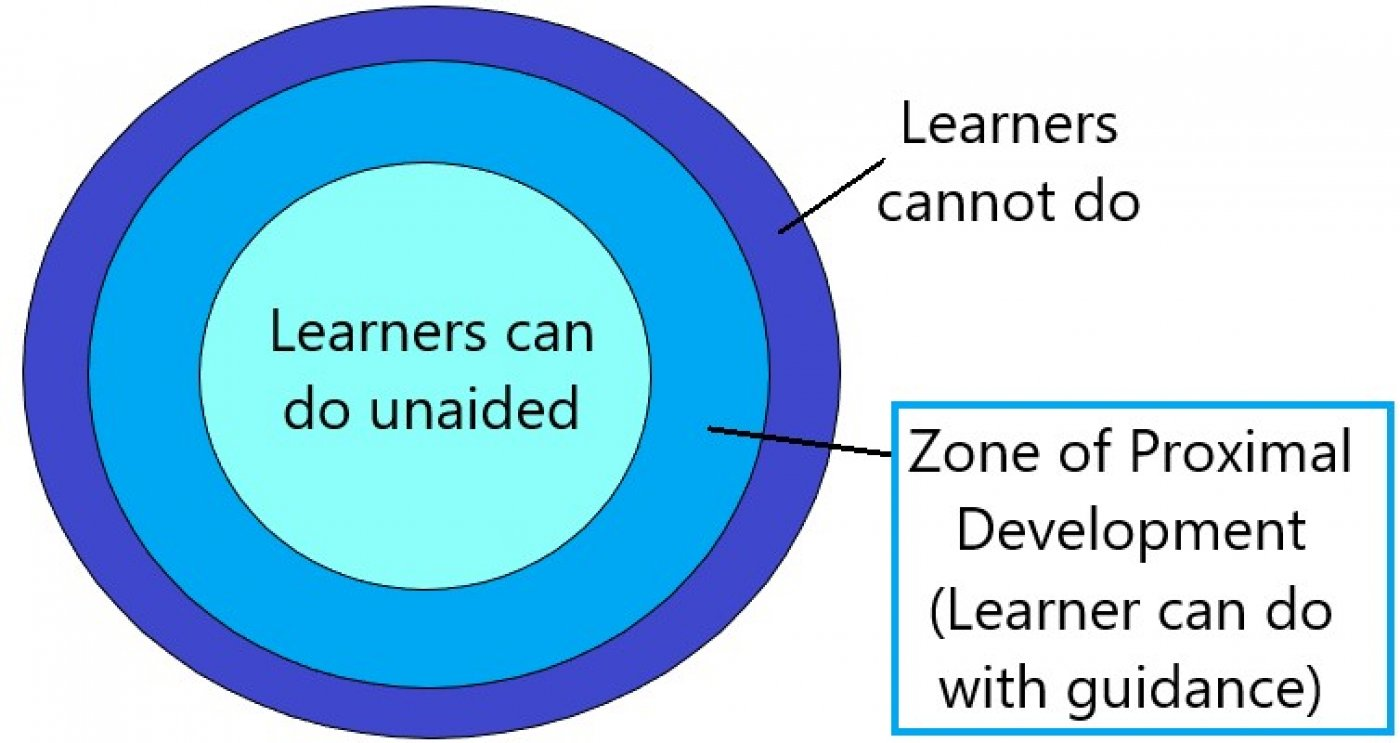 Learners
cannot do
Learners can
do unaided
Zone of Proximal
Development
(Learner can do
with guidance)